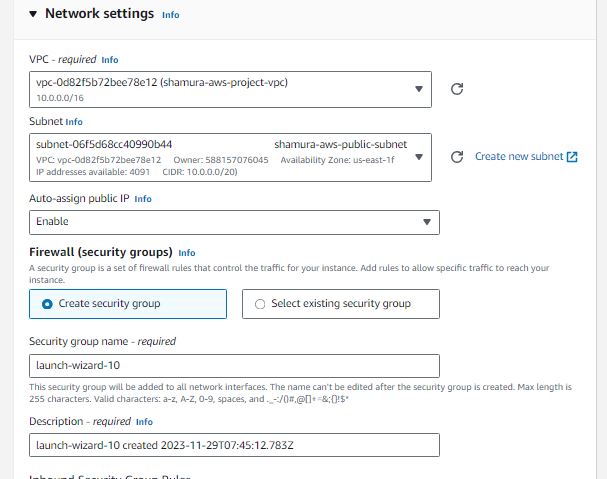 Network settings Info
VPC - required Info
vpc-0d82f5b72bee78e12 (shamura-aws-project-vpc)
10.0.0.0/16
Subnet Info
subnet-06f5d68cc40990b44 shamura-aws-public-subnet
VPC: vpc-0d82f5b72bee78e12 Owner: 588157076045 Availability Zone: us-east-1f
IP addresses available: 4091 CIDR: 10.0.0.0/20)
Create new subnet
Auto-assign public IP Info
Enable
Firewall (security groups) Info
A security group is a set of firewall rules that control the traffic for your instance. Add rules to allow specific traffic to reach your
instance.
Create security group
Select existing security group
Security group name - required
launch-wizard-10
This security group will be added to all network interfaces. The name can't be edited after the security group is created. Max length is
255 characters. Valid characters: a-z, A-Z, 0-9, spaces, and ._-:/()#,@[]+=&;{}!$*
Description - required Info
launch-wizard-10 created 2023-11-29T07:45:12.783Z
Inbound Security Group Rules